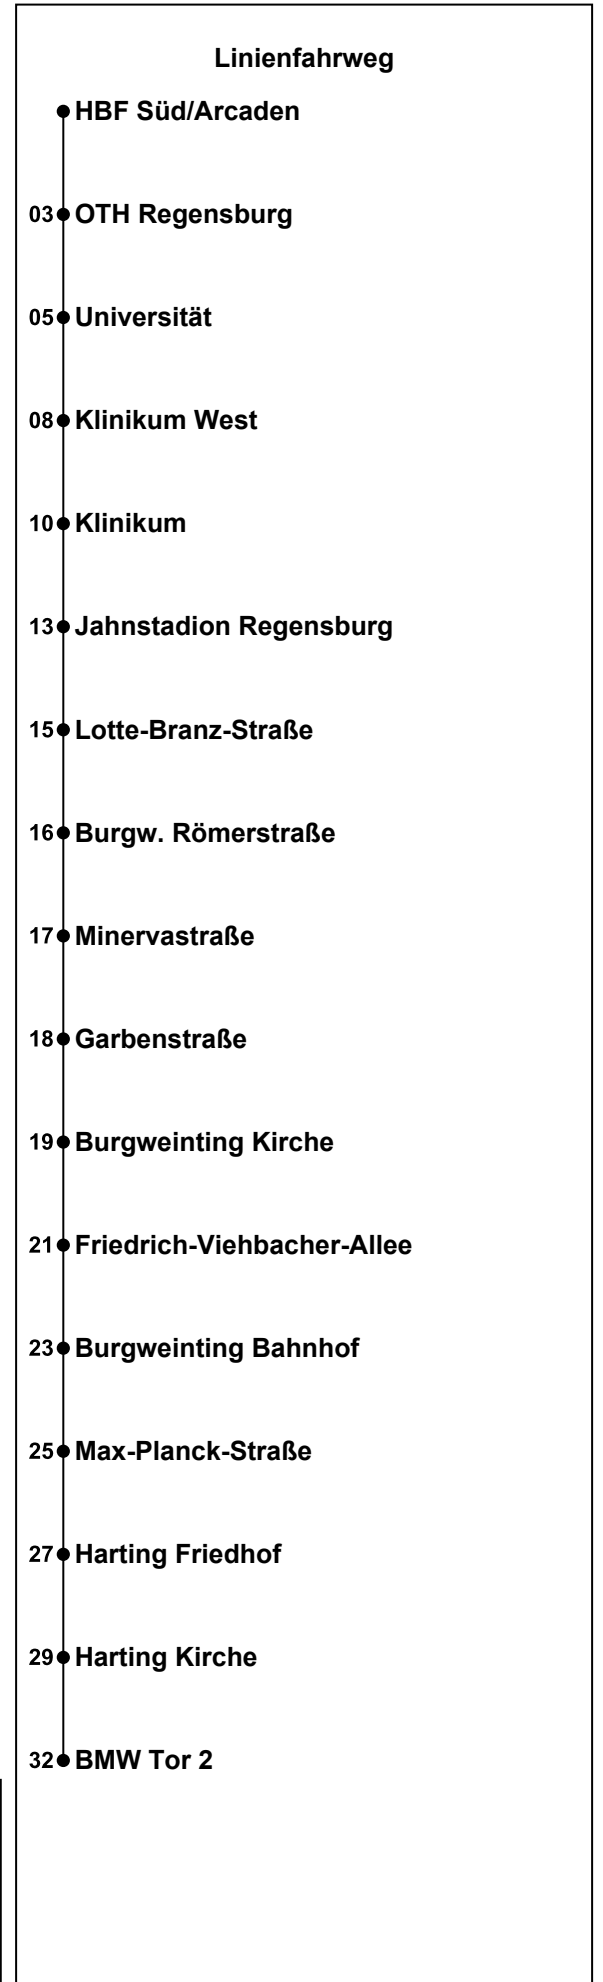 Linienfahrweg
HBF Süd/Arcaden
03 OTH Regensburg
05 Universität
08 Klinikum West
10 Klinikum
13 Jahnstadion Regensburg
15 Lotte-Branz-Straße
16 Burgw. Römerstraße
17 Minervastraße
18 Garbenstraße
19 Burgweinting Kirche
21 Friedrich-Viehbacher-Allee
23 Burgweinting Bahnhof
25 Max-Planck-Straße
27 Harting Friedhof
29 Harting Kirche
32 BMW Tor 2